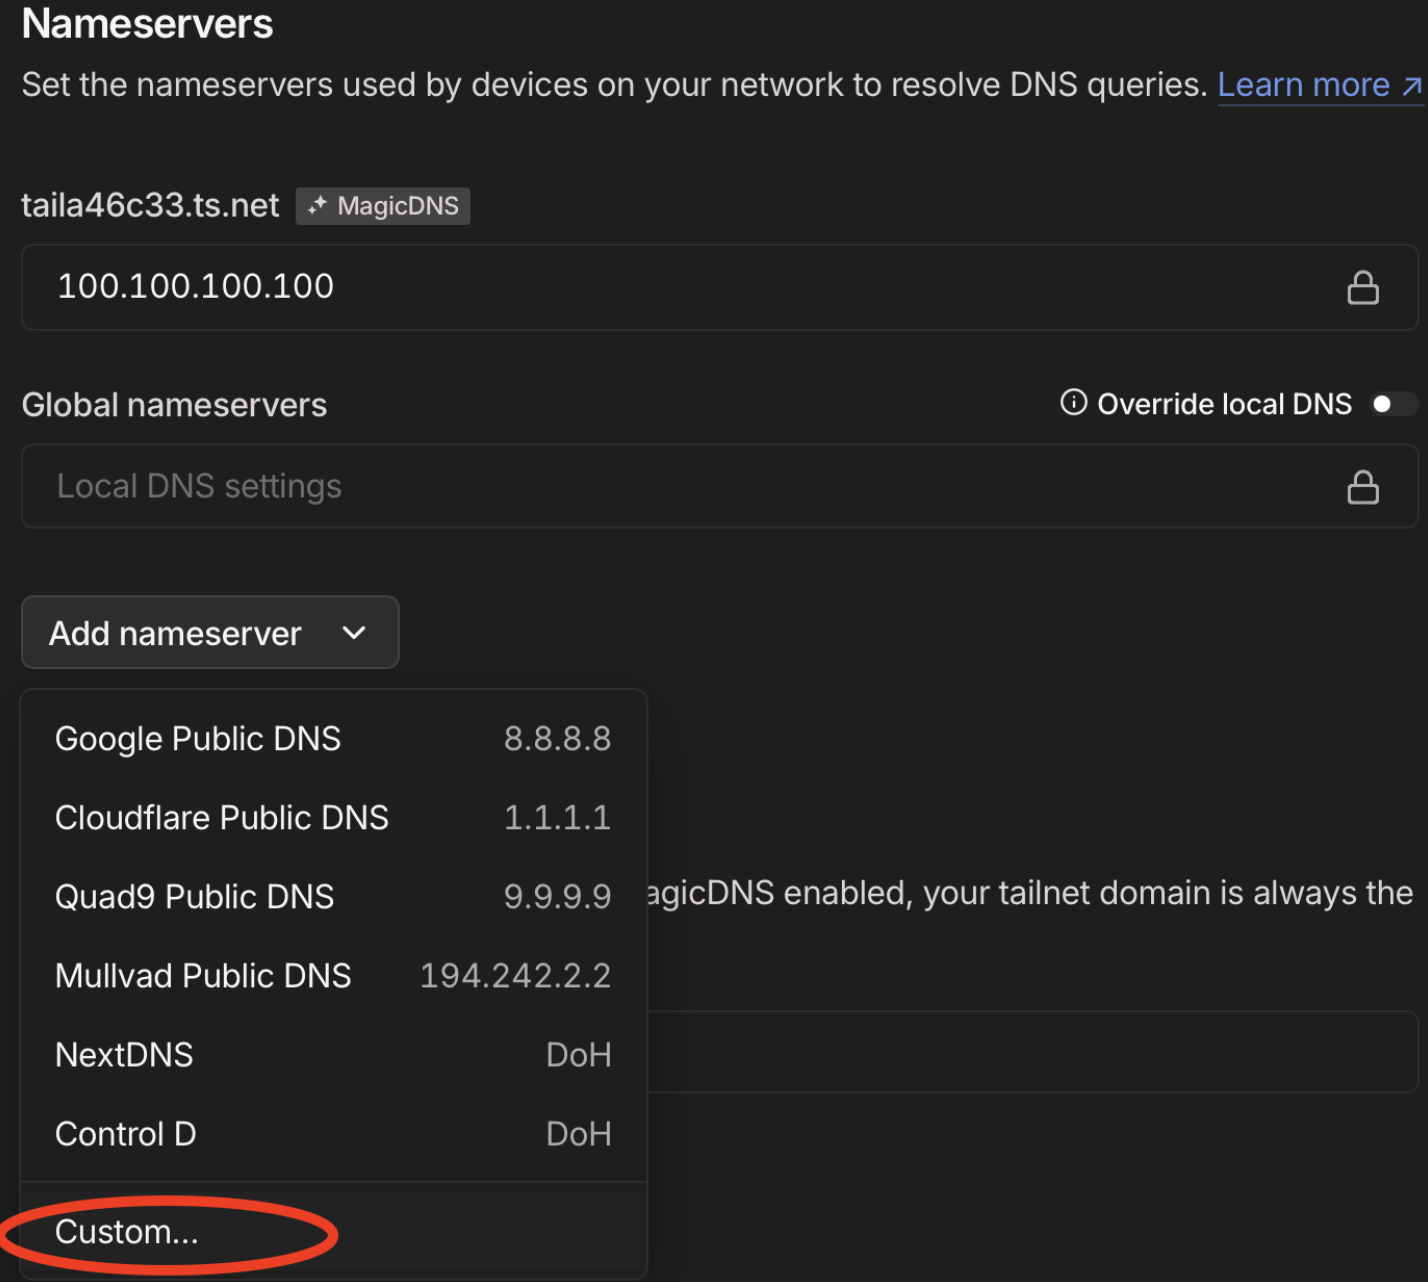 Nameservers
Set the nameservers used by devices on your network to resolve DNS queries. Learn more ↗
taila46c33.ts.net MagicDNS
100.100.100.100
Global nameservers Override local DNS
Local DNS settings
Add nameserver
Google Public DNS 8.8.8.8
Cloudflare Public DNS 1.1.1.1
Quad9 Public DNS 9.9.9.9
agicDNS enabled, your tailnet domain is always the
Mullvad Public DNS 194.242.2.2
NextDNS DoH
Control D DoH
Custom...